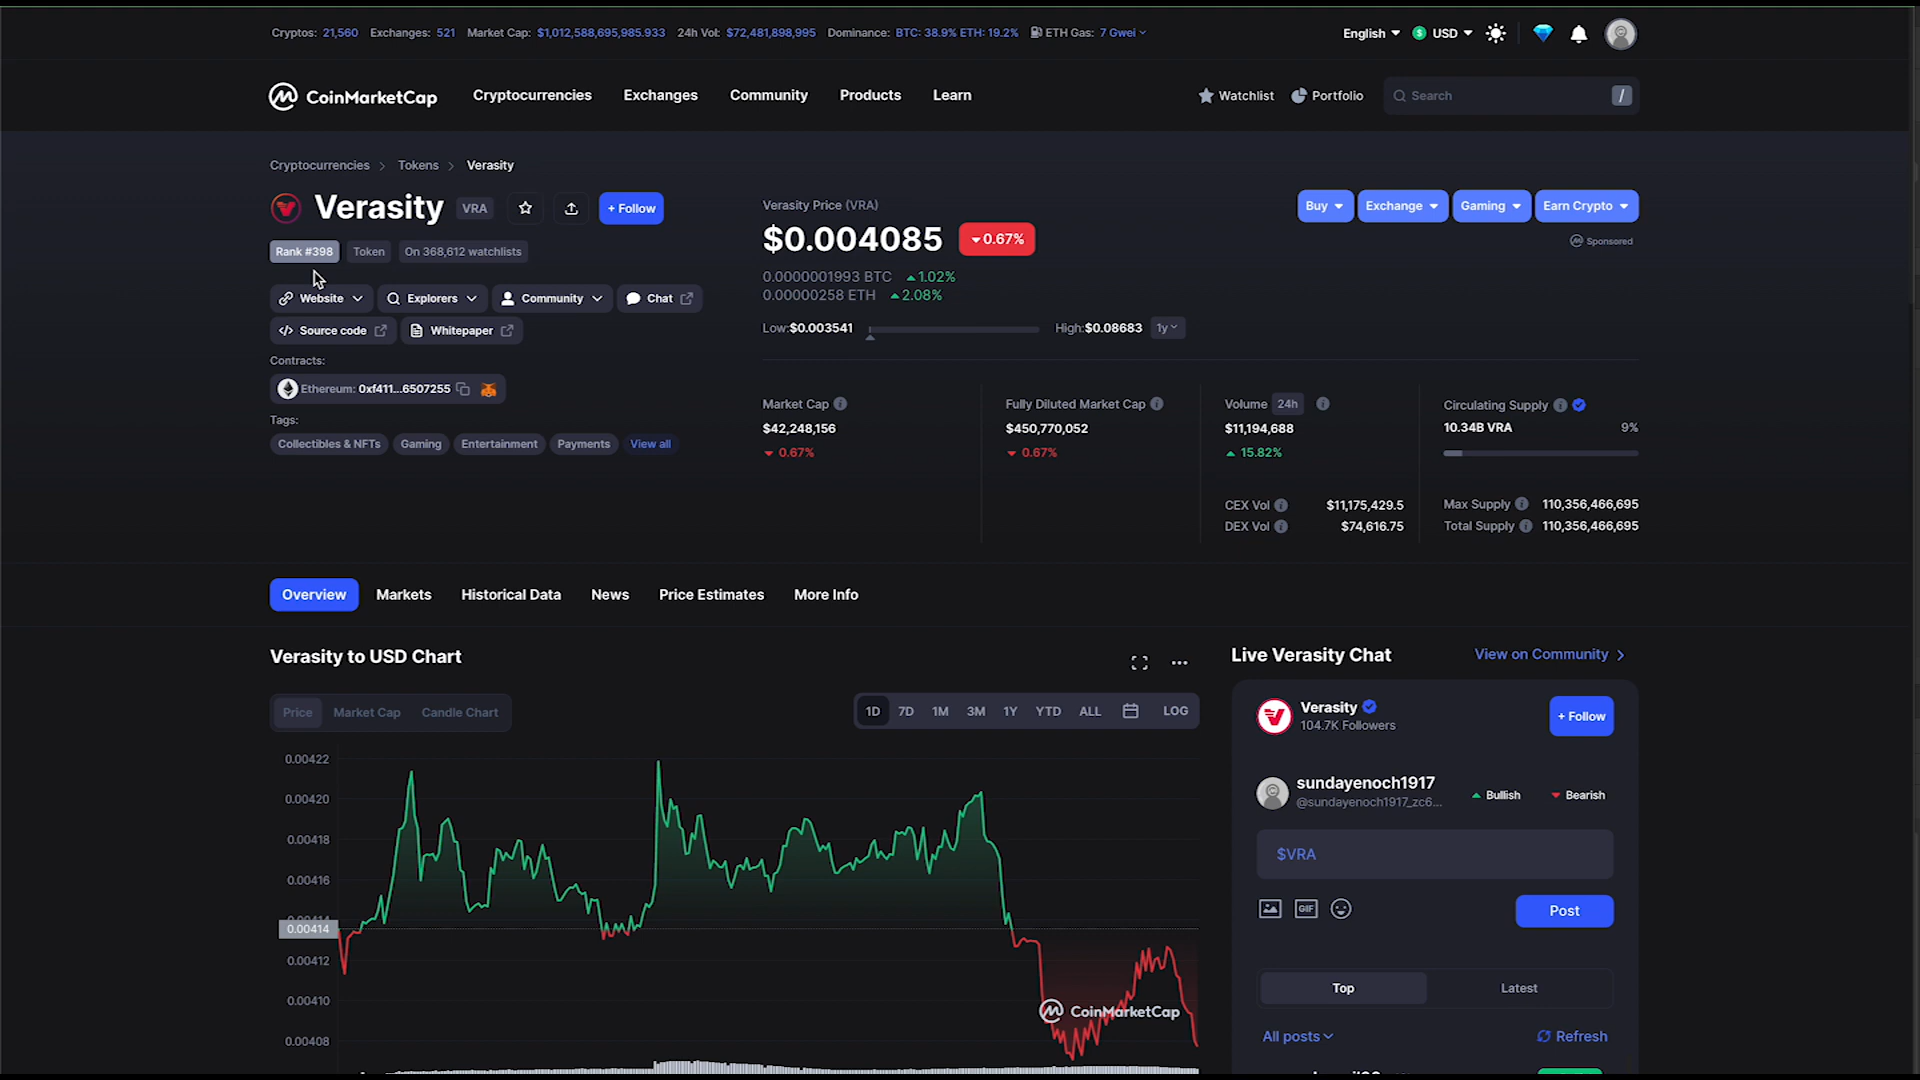 Cryptos: 21,560 Exchanges: 521 Market Cap: $1,012,588,695,985.933 24h Vol: $72,481,898,995 Dominance: BTC: 38.9% ETH: 19.2% ETH Gas: 7 Gwei
English USD
CoinMarketCap Cryptocurrencies Exchanges Community Products Learn Watchlist Portfolio Search /
Cryptocurrencies > Tokens > Verasity
Verasity VRA + Follow
Rank #398 Token On 368,612 watchlists
Website Explorers Community Chat
Source code Whitepaper
Contracts:
Ethereum: 0xf411...6507255
Tags:
Collectibles & NFTs Gaming Entertainment Payments View all
Verasity Price (VRA)
$0.004085 0.67%
0.0000001993 BTC 1.02%
0.00000258 ETH 2.08%
Low:$0.003541 High:$0.08683 1y
Buy Exchange Gaming Earn Crypto
Sponsored
Market Cap
$42,248,156
0.67%
Fully Diluted Market Cap
$450,770,052
0.67%
Volume 24h
$11,194,688
15.82%
CEX Vol $11,175,429.5
DEX Vol $74,616.75
Circulating Supply
10.34B VRA 9%
Max Supply 110,356,466,695
Total Supply 110,356,466,695
Overview Markets Historical Data News Price Estimates More Info
Verasity to USD Chart
Price Market Cap Candle Chart 1D 7D 1M 3M 1Y YTD ALL LOG
0.00422
0.00420
0.00418
0.00416
0.00414
0.00414
0.00412
0.00410
0.00408
CoinMarketCap
Live Verasity Chat View on Community >
Verasity
104.7K Followers
+ Follow
sundayenoch1917
@sundayenoch1917_zc6...
Bullish Bearish
$VRA
GIF
Post
Top Latest
All posts Refresh